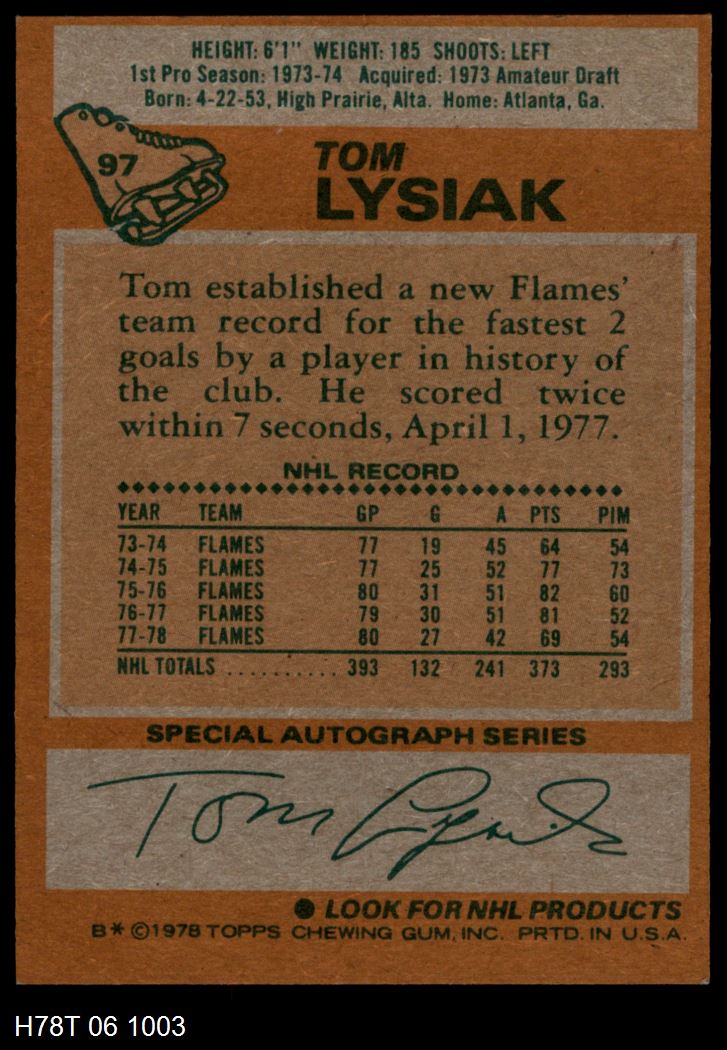 HEIGHT: 6'1" WEIGHT: 185 SHOOTS: LEFT
1st Pro Season: 1973-74 Acquired: 1973 Amateur Draft
Born: 4-22-53, High Prairie, Alta. Home: Atlanta, Ga.
97
TOM
LYSIAK
Tom established a new Flames'
team record for the fastest 2
goals by a player in history of
the club. He scored twice
within 7 seconds, April 1, 1977.
NHL RECORD
YEAR TEAM GP G A PTS PIM
73-74 FLAMES 77 19 45 64 54
74-75 FLAMES 77 25 52 77 73
75-76 FLAMES 80 31 51 82 60
76-77 FLAMES 79 30 51 81 52
77-78 FLAMES 80 27 42 69 54
NHL TOTALS .......... 393 132 241 373 293
SPECIAL AUTOGRAPH SERIES
Tom Lysiak
● LOOK FOR NHL PRODUCTS
B* ©1978 TOPPS CHEWING GUM, INC. PRTD. IN U.S.A.
H78T 06 1003